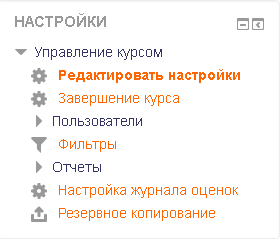 НАСТРОЙКИ
Управление курсом
Редактировать настройки
Завершение курса
Пользователи
Фильтры
Отчеты
Настройка журнала оценок
Резервное копирование